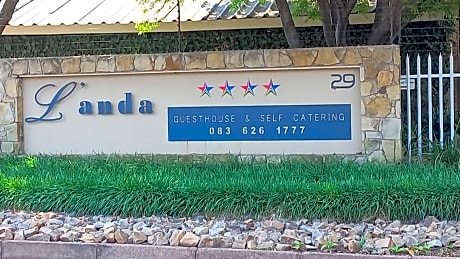 L'anda
29
GUESTHOUSE & SELF CATERING
083 626 1777